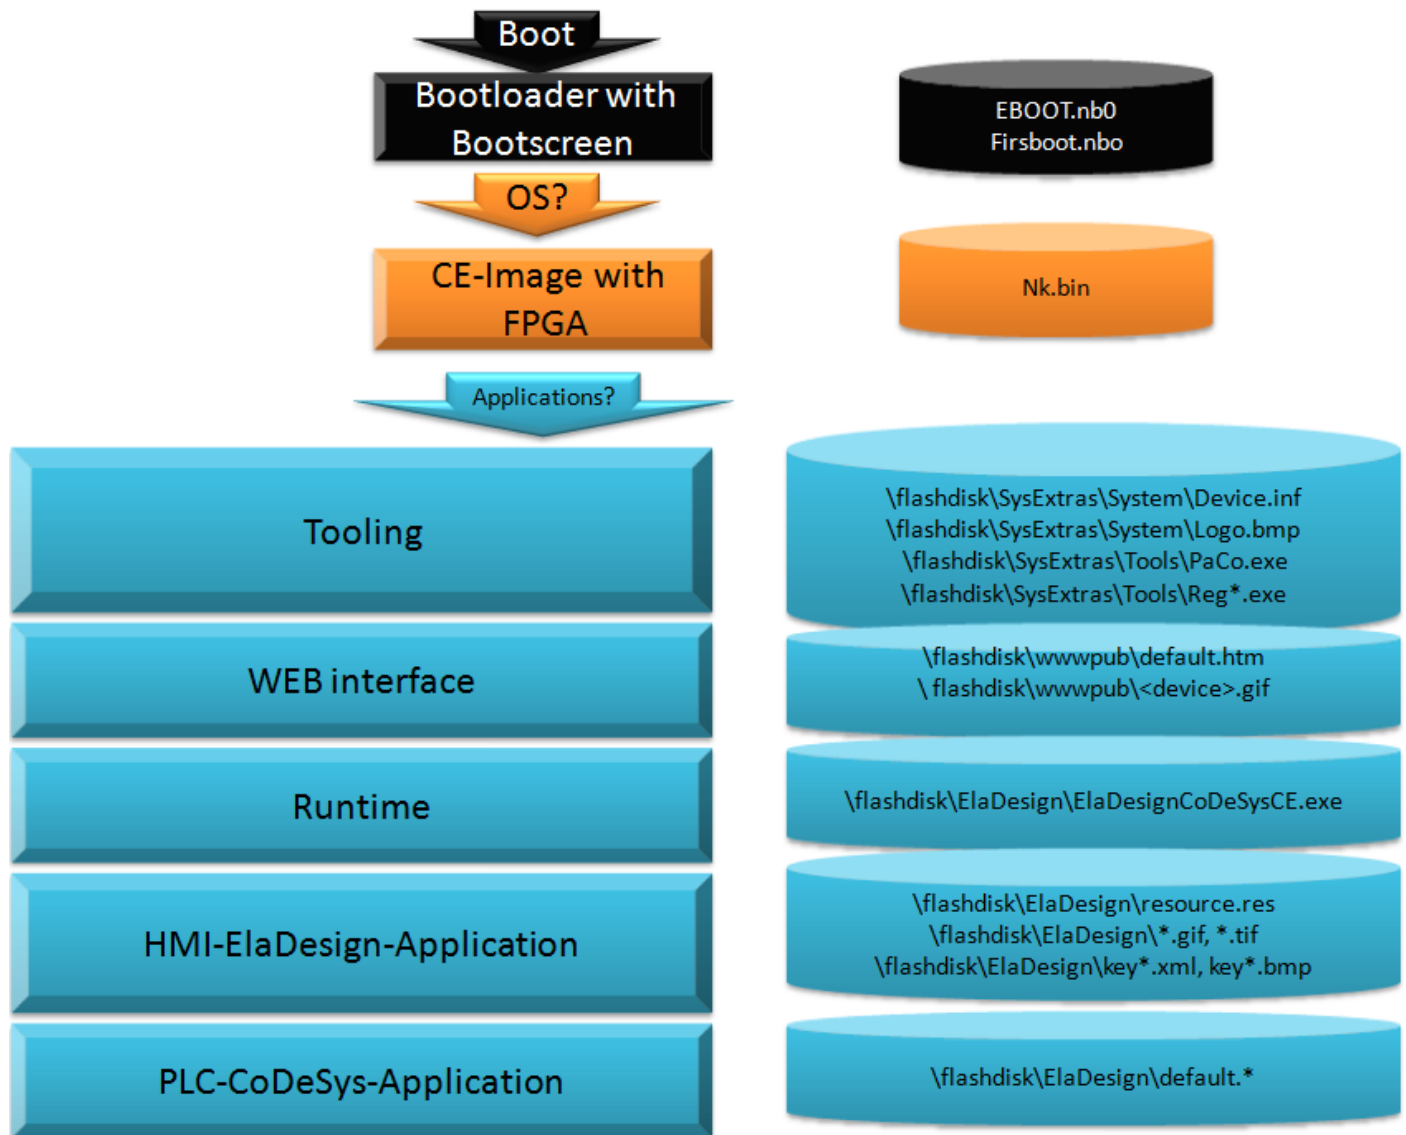 Boot
Bootloader with
Bootscreen
EBOOT.nb0
Firsboot.nbo
OS?
CE-Image with
FPGA
Nk.bin
Applications?
Tooling
\flashdisk\SysExtras\System\Device.inf
\flashdisk\SysExtras\System\Logo.bmp
\flashdisk\SysExtras\Tools\PaCo.exe
\flashdisk\SysExtras\Tools\Reg*.exe
WEB interface
\flashdisk\wwwpub\default.htm
\ flashdisk\wwwpub\<device>.gif
Runtime
\flashdisk\ElaDesign\ElaDesignCoDeSysCE.exe
HMI-ElaDesign-Application
\flashdisk\ElaDesign\resource.res
\flashdisk\ElaDesign\*.gif, *.tif
\flashdisk\ElaDesign\key*.xml, key*.bmp
PLC-CoDeSys-Application
\flashdisk\ElaDesign\default.*